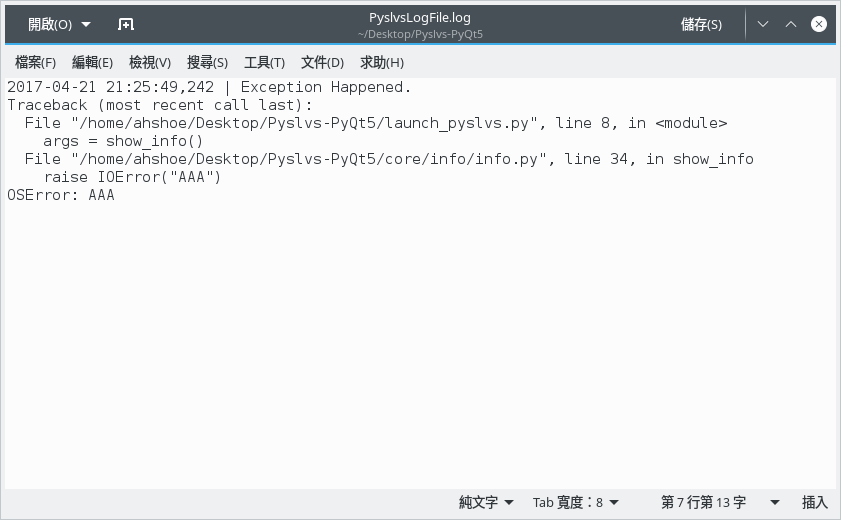 開啟(O)
PyslvsLogFile.log
~/Desktop/Pyslvs-PyQt5
儲存(S)
檔案(F) 編輯(E) 檢視(V) 搜尋(S) 工具(T) 文件(D) 求助(H)
2017-04-21 21:25:49,242 | Exception Happened.
Traceback (most recent call last):
  File "/home/ahshoe/Desktop/Pyslvs-PyQt5/launch_pyslvs.py", line 8, in <module>
    args = show_info()
  File "/home/ahshoe/Desktop/Pyslvs-PyQt5/core/info/info.py", line 34, in show_info
    raise IOError("AAA")
OSError: AAA
純文字 Tab 寬度：8 第 7 行第 13 字 插入